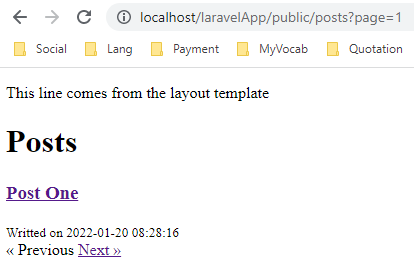 localhost/laravelApp/public/posts?page=1
Social Lang Payment MyVocab Quotation
This line comes from the layout template
Posts
Post One
Writted on 2022-01-20 08:28:16
« Previous Next »